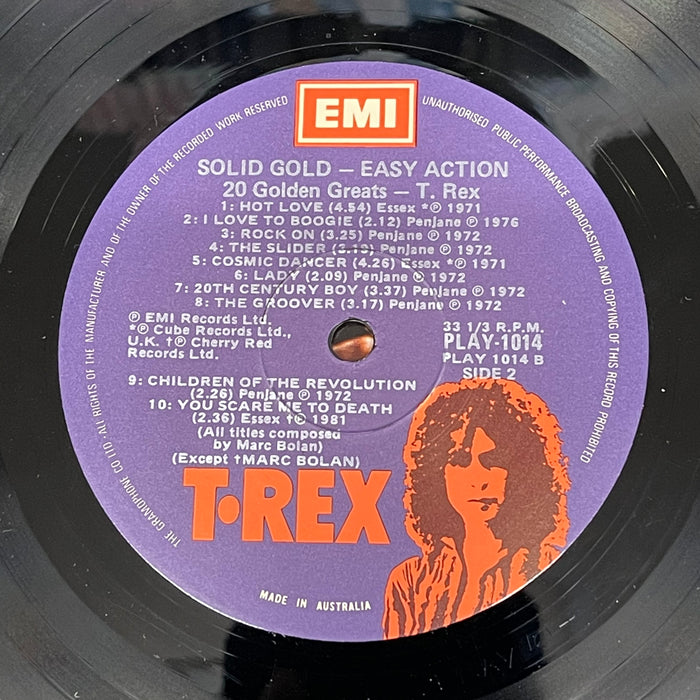 EMI
SOLID GOLD – EASY ACTION
20 Golden Greats – T. Rex
1: HOT LOVE (4.54) Essex *℗ 1971
2: I LOVE TO BOOGIE (2.12) Penjane ℗ 1976
3: ROCK ON (3.25) Penjane ℗ 1972
4: THE SLIDER Penjane ℗ 1972
5: COSMIC DANCER (4.26) Essex *℗ 1971
6: LADY (2.09) Penjane ℗ 1972
7: 20TH CENTURY BOY (3.37) Penjane ℗ 1972
8: THE GROOVER (3.17) Penjane ℗ 1972
℗ EMI Records Ltd.
*℗ Cube Records Ltd.,
U.K. †℗ Cherry Red
Records Ltd.
33 1/3 R.P.M.
PLAY-1014
PLAY 1014 B
SIDE 2
9: CHILDREN OF THE REVOLUTION
(2.26) Penjane ℗ 1972
10: YOU SCARE ME TO DEATH
(2.36) Essex †℗ 1981
(All titles composed
by Marc Bolan)
(Except †MARC BOLAN)
T•REX
MADE IN AUSTRALIA
THE GRAMOPHONE CO LTD • ALL RIGHTS OF THE MANUFACTURER AND OF THE OWNER OF THE RECORDED WORK RESERVED
UNAUTHORISED PUBLIC PERFORMANCE BROADCASTING AND COPYING OF THIS RECORD PROHIBITED